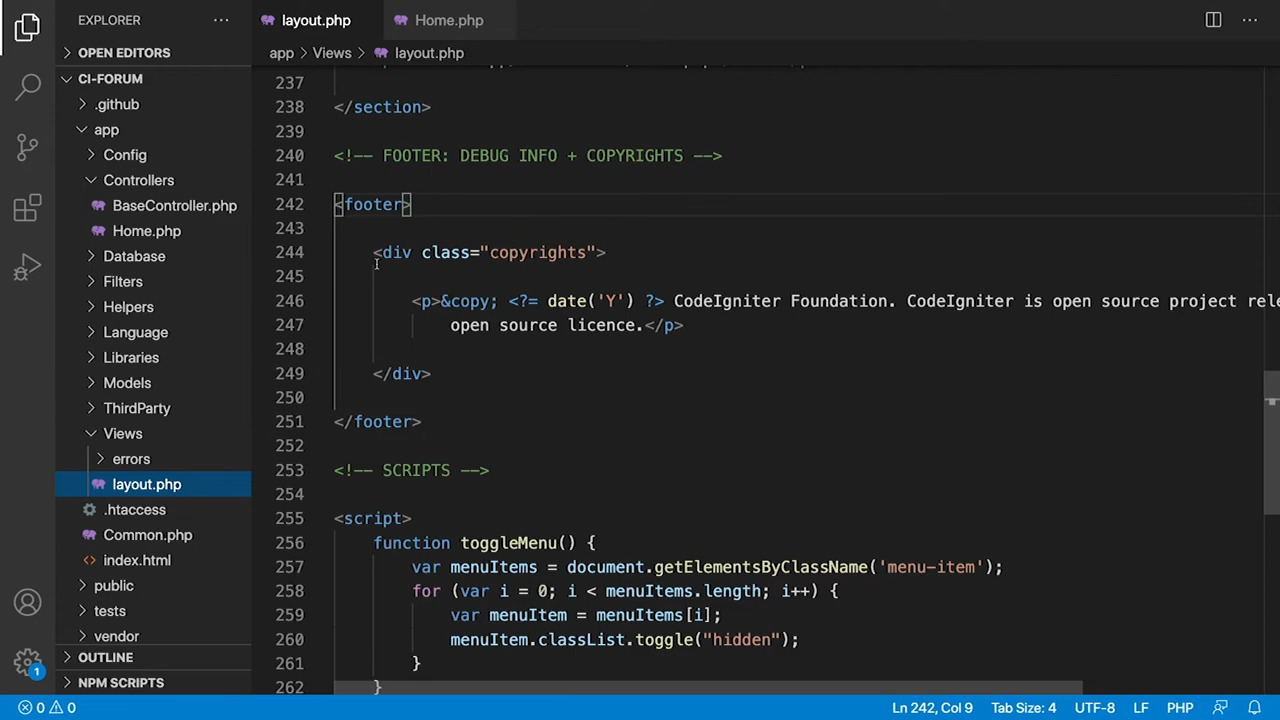 EXPLORER
layout.php
Home.php
OPEN EDITORS
app
Views
layout.php
CI-FORUM
.github
app
Config
Controllers
BaseController.php
Home.php
Database
Filters
Helpers
Language
Libraries
Models
ThirdParty
Views
errors
layout.php
.htaccess
Common.php
index.html
public
tests
vendor
OUTLINE
NPM SCRIPTS
1
237
238 </section>
239
240 <!-- FOOTER: DEBUG INFO + COPYRIGHTS -->
241
242 <footer>
243
244 <div class="copyrights">
245
246 <p>&copy; <?= date('Y') ?> CodeIgniter Foundation. CodeIgniter is open source project rele
247 open source licence.</p>
248
249 </div>
250
251 </footer>
252
253 <!-- SCRIPTS -->
254
255 <script>
256 function toggleMenu() {
257 var menuItems = document.getElementsByClassName('menu-item');
258 for (var i = 0; i < menuItems.length; i++) {
259 var menuItem = menuItems[i];
260 menuItem.classList.toggle("hidden");
261 }
262 }
0 0 Ln 242, Col 9 Tab Size: 4 UTF-8 LF PHP